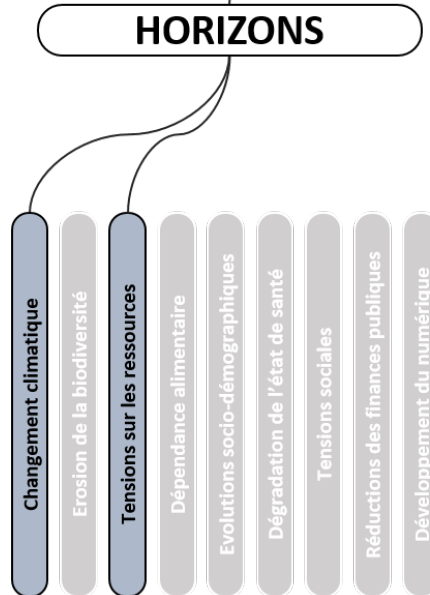 HORIZONS
Changement climatique
Erosion de la biodiversité
Tensions sur les ressources
Dépendance alimentaire
Evolutions socio-démographiques
Dégradation de l'état de santé
Tensions sociales
Réductions des finances publiques
Développement du numérique